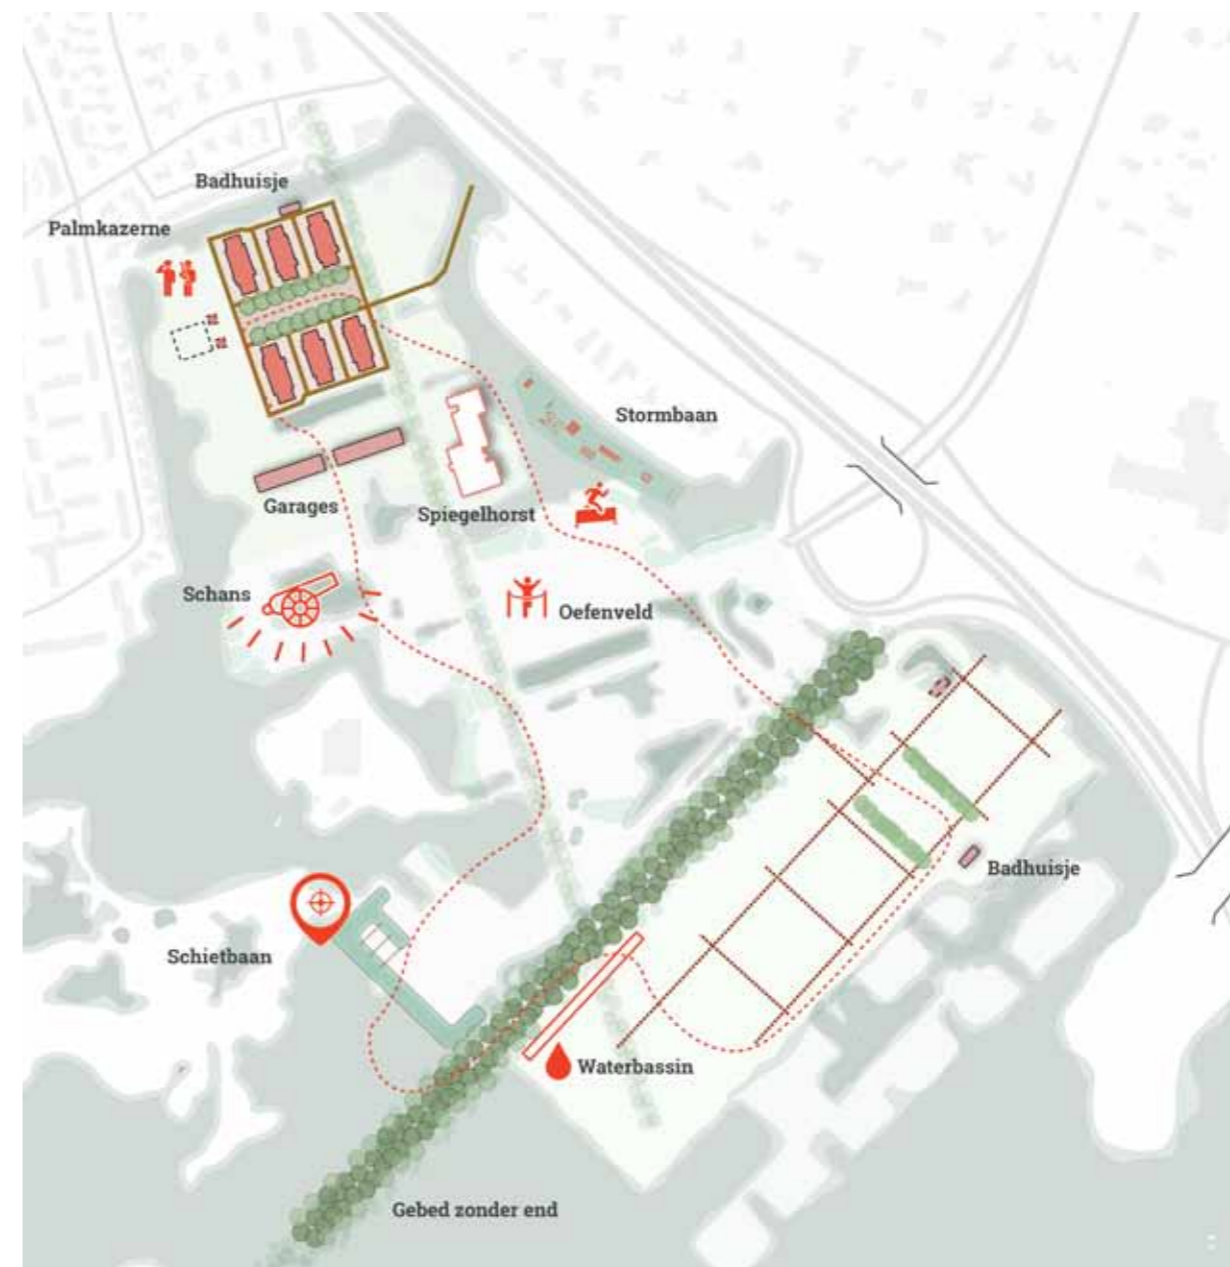 Badhuisje
Palmkazerne
Stormbaan
Garages
Spiegelhorst
Schans
Oefenveld
Badhuisje
Schietbaan
Waterbassin
Gebed zonder end